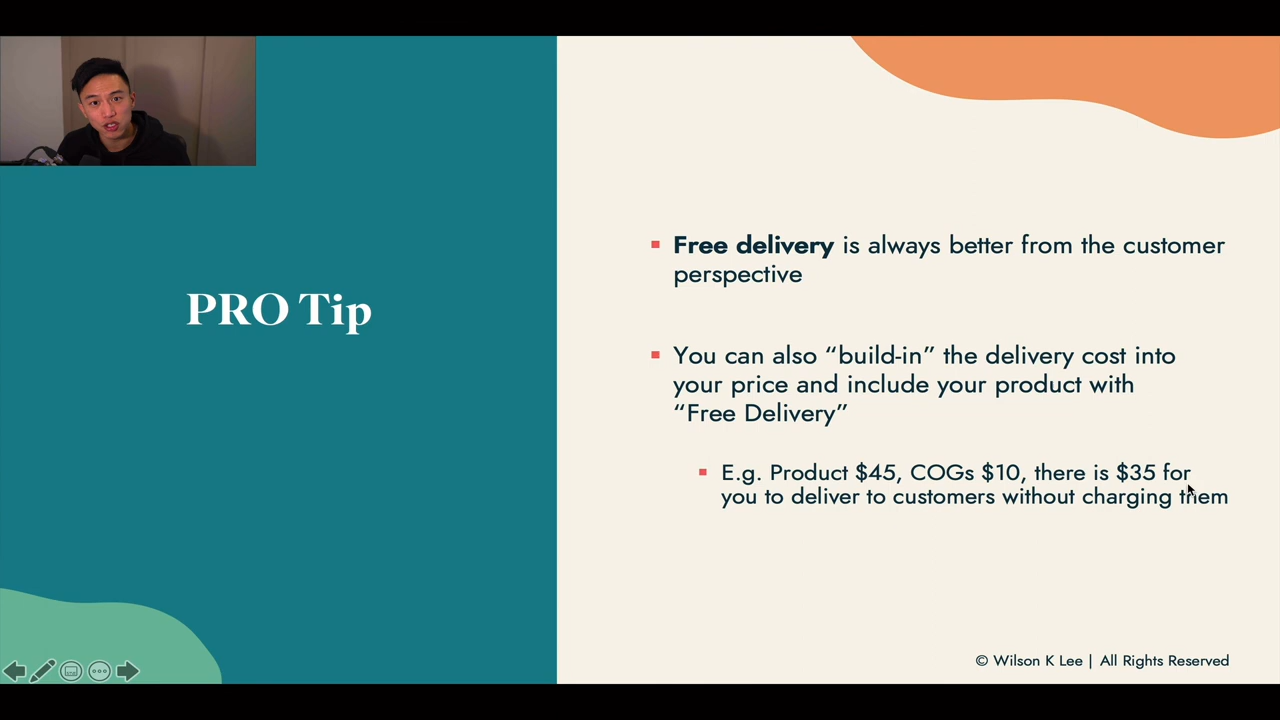 PRO Tip
Free delivery is always better from the customer
perspective
You can also “build-in” the delivery cost into
your price and include your product with
“Free Delivery”
E.g. Product $45, COGs $10, there is $35 for
you to deliver to customers without charging them
© Wilson K Lee | All Rights Reserved